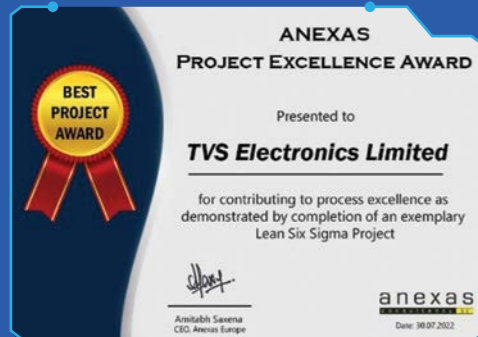 ANEXAS
PROJECT EXCELLENCE AWARD
BEST
PROJECT
AWARD
Presented to
TVS Electronics Limited
for contributing to process excellence as
demonstrated by completion of an exemplary
Lean Six Sigma Project
Amitabh Saxena
CEO, Anexas Europe
anexas
Date: 30.07.2022